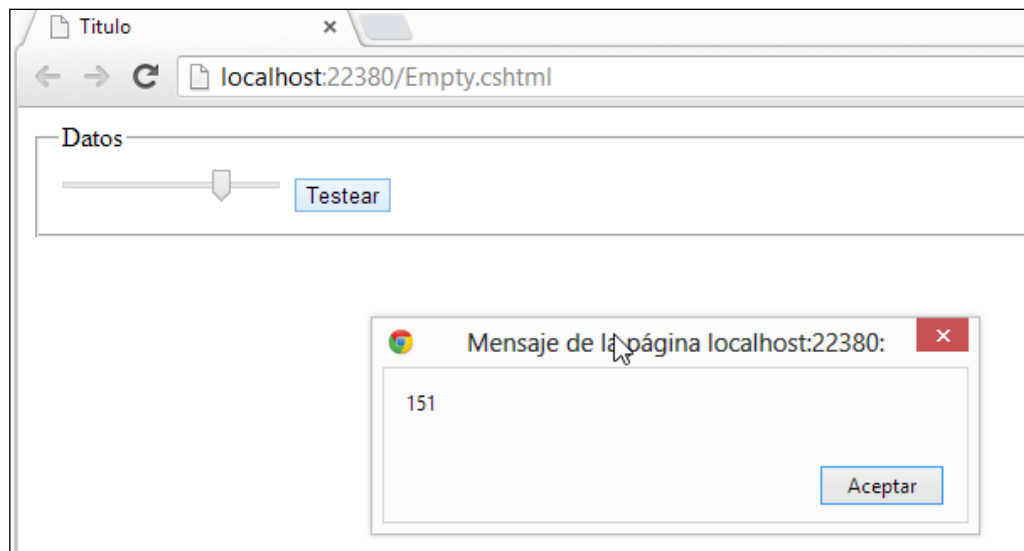 Titulo
localhost:22380/Empty.cshtml
Datos
Testear
Mensaje de la página localhost:22380:
151
Aceptar